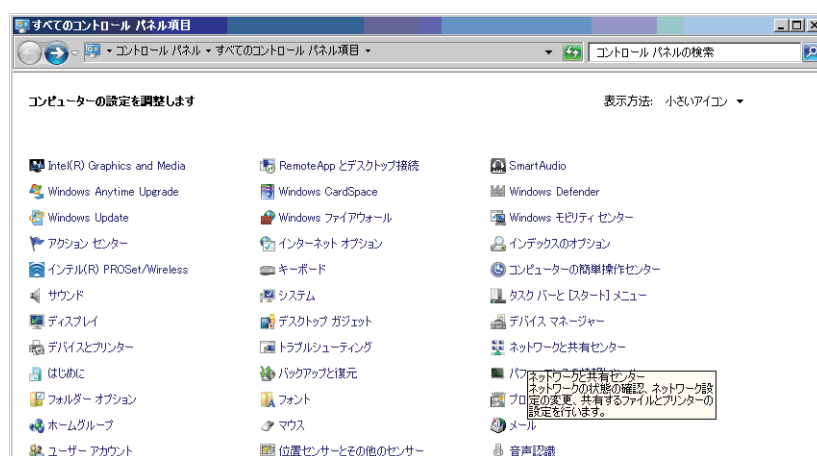 すべてのコントロール パネル項目
コントロール パネル すべてのコントロール パネル項目
コントロール パネルの検索
コンピューターの設定を調整します
表示方法: 小さいアイコン
Intel(R) Graphics and Media
RemoteApp とデスクトップ接続
SmartAudio
Windows Anytime Upgrade
Windows CardSpace
Windows Defender
Windows Update
Windows ファイアウォール
Windows モビリティ センター
アクション センター
インターネット オプション
インデックスのオプション
インテル(R) PROSet/Wireless
キーボード
コンピューターの簡単操作センター
サウンド
システム
タスク バーと [スタート] メニュー
ディスプレイ
デスクトップ ガジェット
デバイス マネージャー
デバイスとプリンター
トラブルシューティング
ネットワークと共有センター
はじめに
バックアップと復元
パフ
ネットワークと共有センター
ネットワークの状態の確認、ネットワーク設
定の変更、共有するファイルとプリンターの
設定を行います。
フォルダー オプション
フォント
プロ
ホームグループ
マウス
メール
ユーザー アカウント
位置センサーとその他のセンサー
音声認識